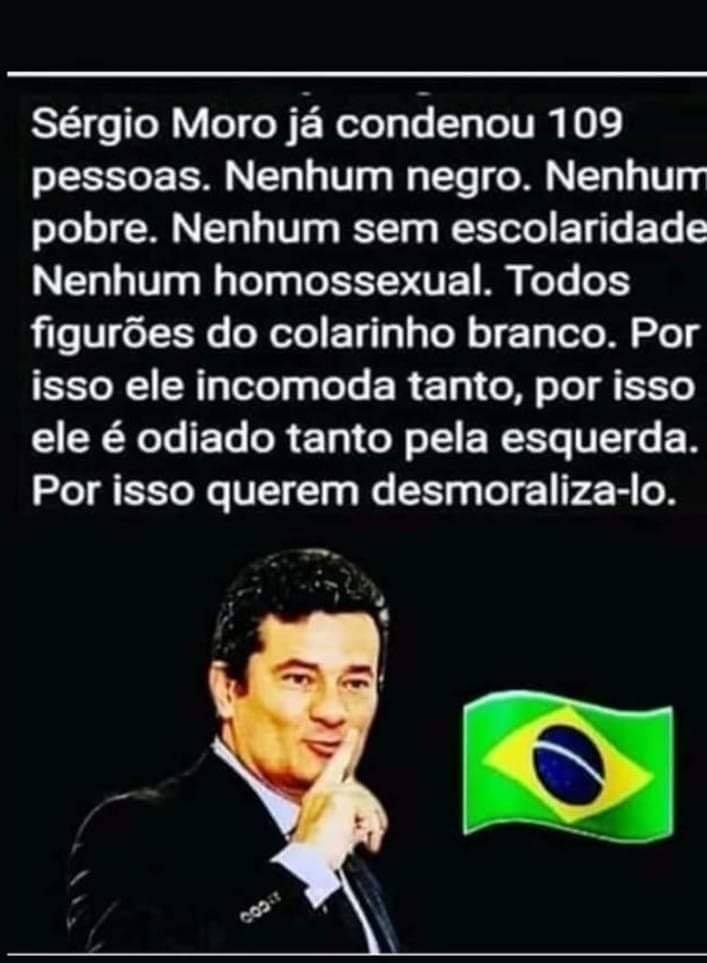 Sérgio Moro já condenou 109
pessoas. Nenhum negro. Nenhum
pobre. Nenhum sem escolaridade
Nenhum homossexual. Todos
figurões do colarinho branco. Por
isso ele incomoda tanto, por isso
ele é odiado tanto pela esquerda.
Por isso querem desmoraliza-lo.